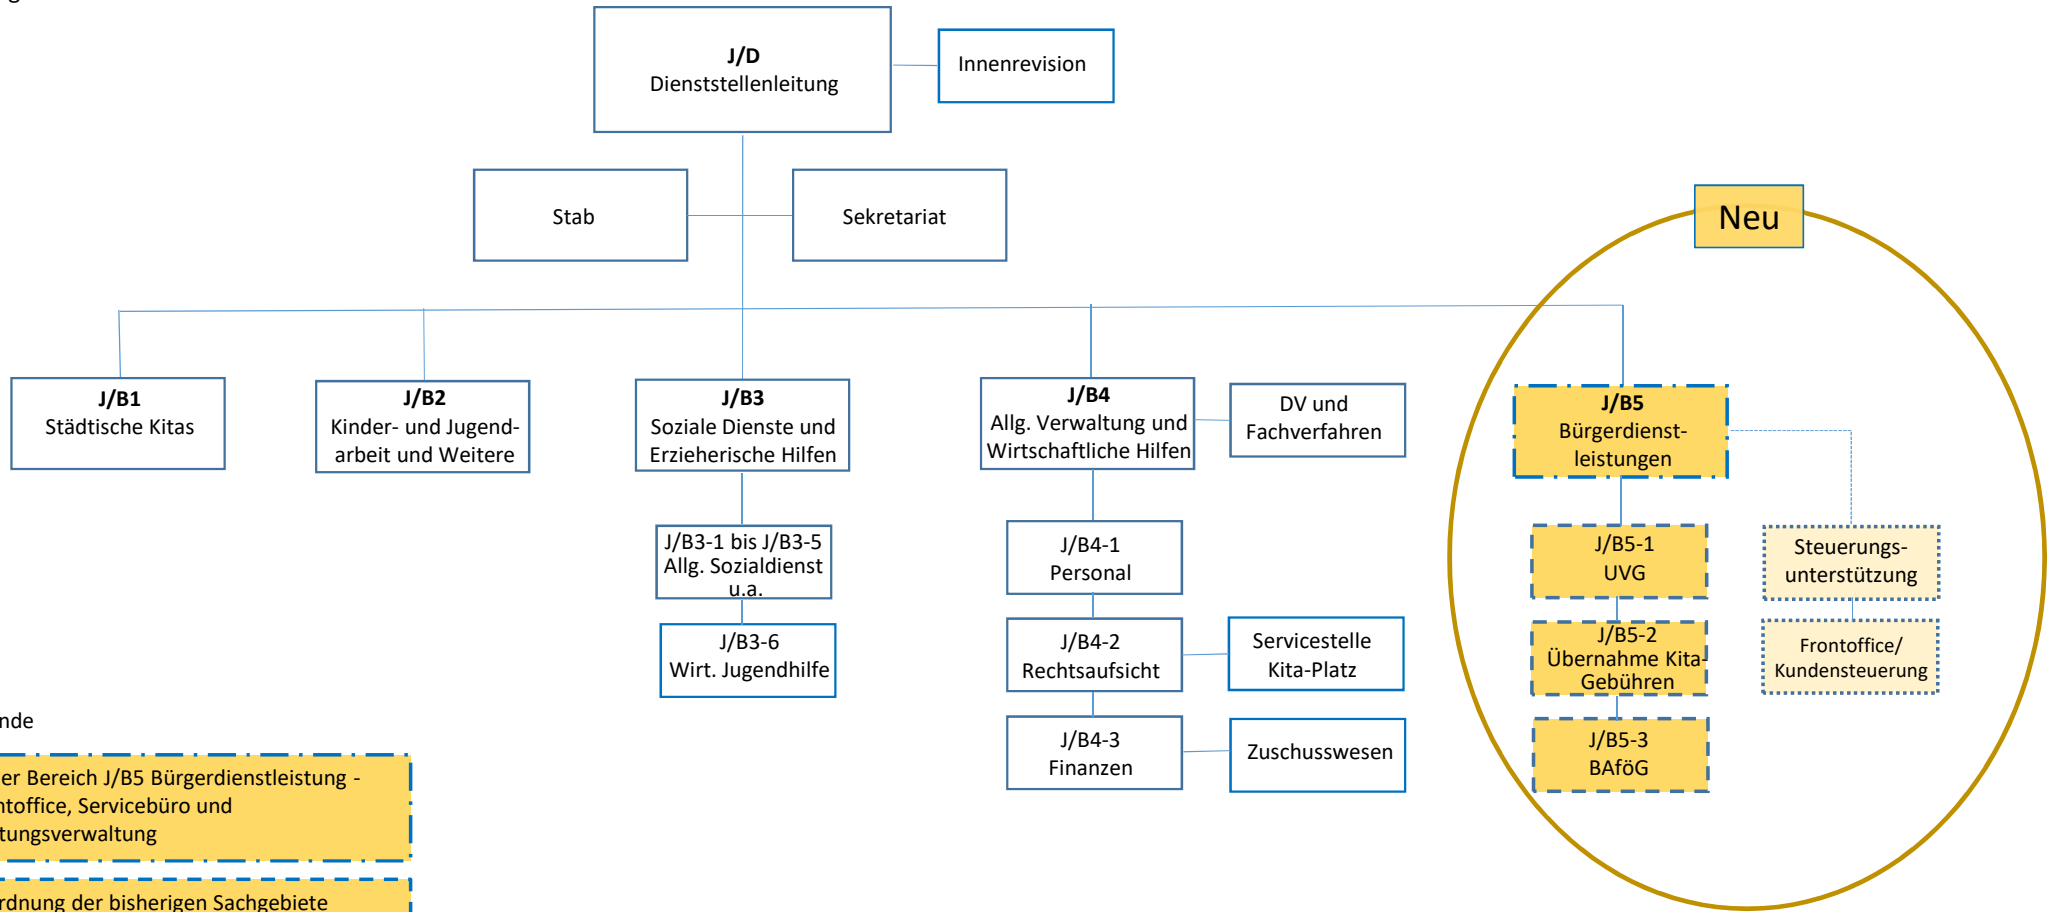 J/D
Dienststellenleitung
Innenrevision
Stab
Sekretariat
Neu
J/B1
Städtische Kitas
J/B2
Kinder- und Jugend-
arbeit und Weitere
J/B3
Soziale Dienste und
Erzieherische Hilfen
J/B4
Allg. Verwaltung und
Wirtschaftliche Hilfen
DV und
Fachverfahren
J/B5
Bürgerdienst-
leistungen
J/B3-1 bis J/B3-5
Allg. Sozialdienst
u.a.
J/B3-6
Wirt. Jugendhilfe
J/B4-1
Personal
J/B4-2
Rechtsaufsicht
Servicestelle
Kita-Platz
J/B4-3
Finanzen
Zuschusswesen
J/B5-1
UVG
J/B5-2
Übernahme Kita-
Gebühren
J/B5-3
BAföG
Steuerungs-
unterstützung
Frontoffice/
Kundensteuerung
nde
er Bereich J/B5 Bürgerdienstleistung -
ntoffice, Servicebüro und
tungsverwaltung
rdnung der bisherigen Sachgebiete